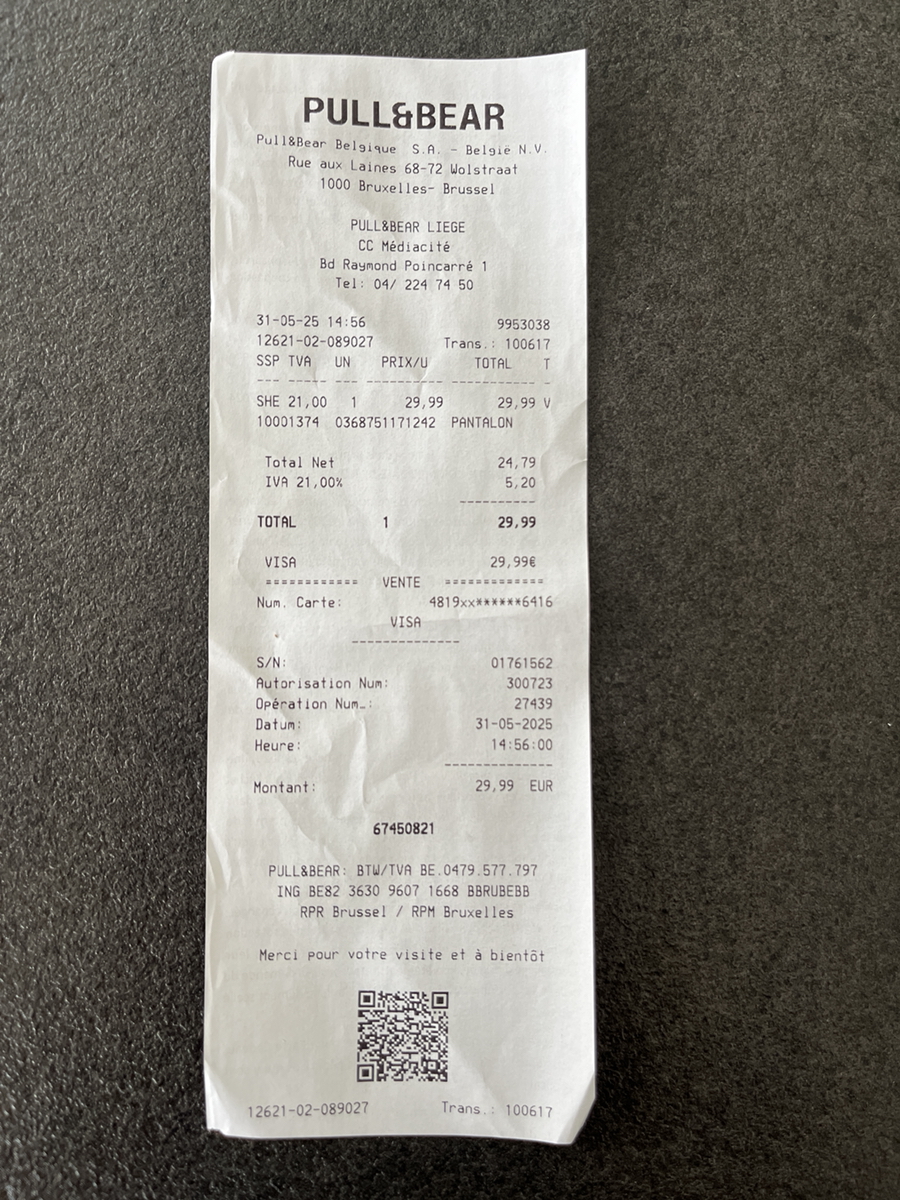 PULL&BEAR
Pull&Bear Belgique S.A. - België N.V.
Rue aux Laines 68-72 Wolstraat
1000 Bruxelles- Brussel
PULL&BEAR LIEGE
CC Médiacité
Bd Raymond Poincarré 1
Tel: 04/ 224 74 50
31-05-25 14:56 9953038
12621-02-089027 Trans.: 100617
SSP TVA UN PRIX/U TOTAL T
--- ----- --- ---------- ----------- -
SHE 21,00 1 29,99 29,99 V
10001374 0368751171242 PANTALON
Total Net 24,79
IVA 21,00% 5,20
----------
TOTAL 1 29,99
VISA 29,99€
============ VENTE =============
Num. Carte: 4819xx******6416
VISA
--------------
S/N: 01761562
Autorisation Num: 300723
Opération Num.: 27439
Datum: 31-05-2025
Heure: 14:56:00
--------------
Montant: 29,99 EUR
67450821
PULL&BEAR: BTW/TVA BE.0479.577.797
ING BE82 3630 9607 1668 BBRUBEBB
RPR Brussel / RPM Bruxelles
Merci pour votre visite et à bientôt
12621-02-089027 Trans.: 100617